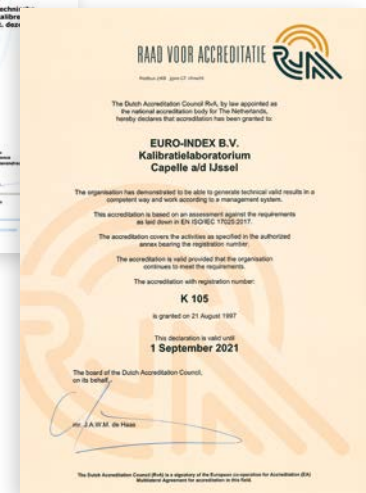 echni
alibra
t. deze
RAAD VOOR ACCREDITATIE
RvA
The Dutch Accreditation Council RvA, by law appointed as
the national accreditation body for The Netherlands,
hereby declares that accreditation has been granted to:
EURO-INDEX B.V.
Kalibratielaboratorium
Capelle a/d IJssel
The organisation has demonstrated to be able to generate technical valid results in a
competent way and work according to a management system.
This accreditation is based on an assessment against the requirements
as laid down in EN ISO/IEC 17025:2017.
The accreditation covers the activities as specified in the authorized
annex bearing the registration number.
The accreditation is valid provided that the organisation
continues to meet the requirements.
The accreditation with registration number:
K 105
is granted on 21 August 1997
This declaration is valid until
1 September 2021
The board of the Dutch Accreditation Council,
on its behalf,
mr. J.A.W.M. de Haas
The Dutch Accreditation Council (RvA) is a signatory of the European co-operation for Accreditation (EA)
Multilateral Agreement for accreditation in this field.